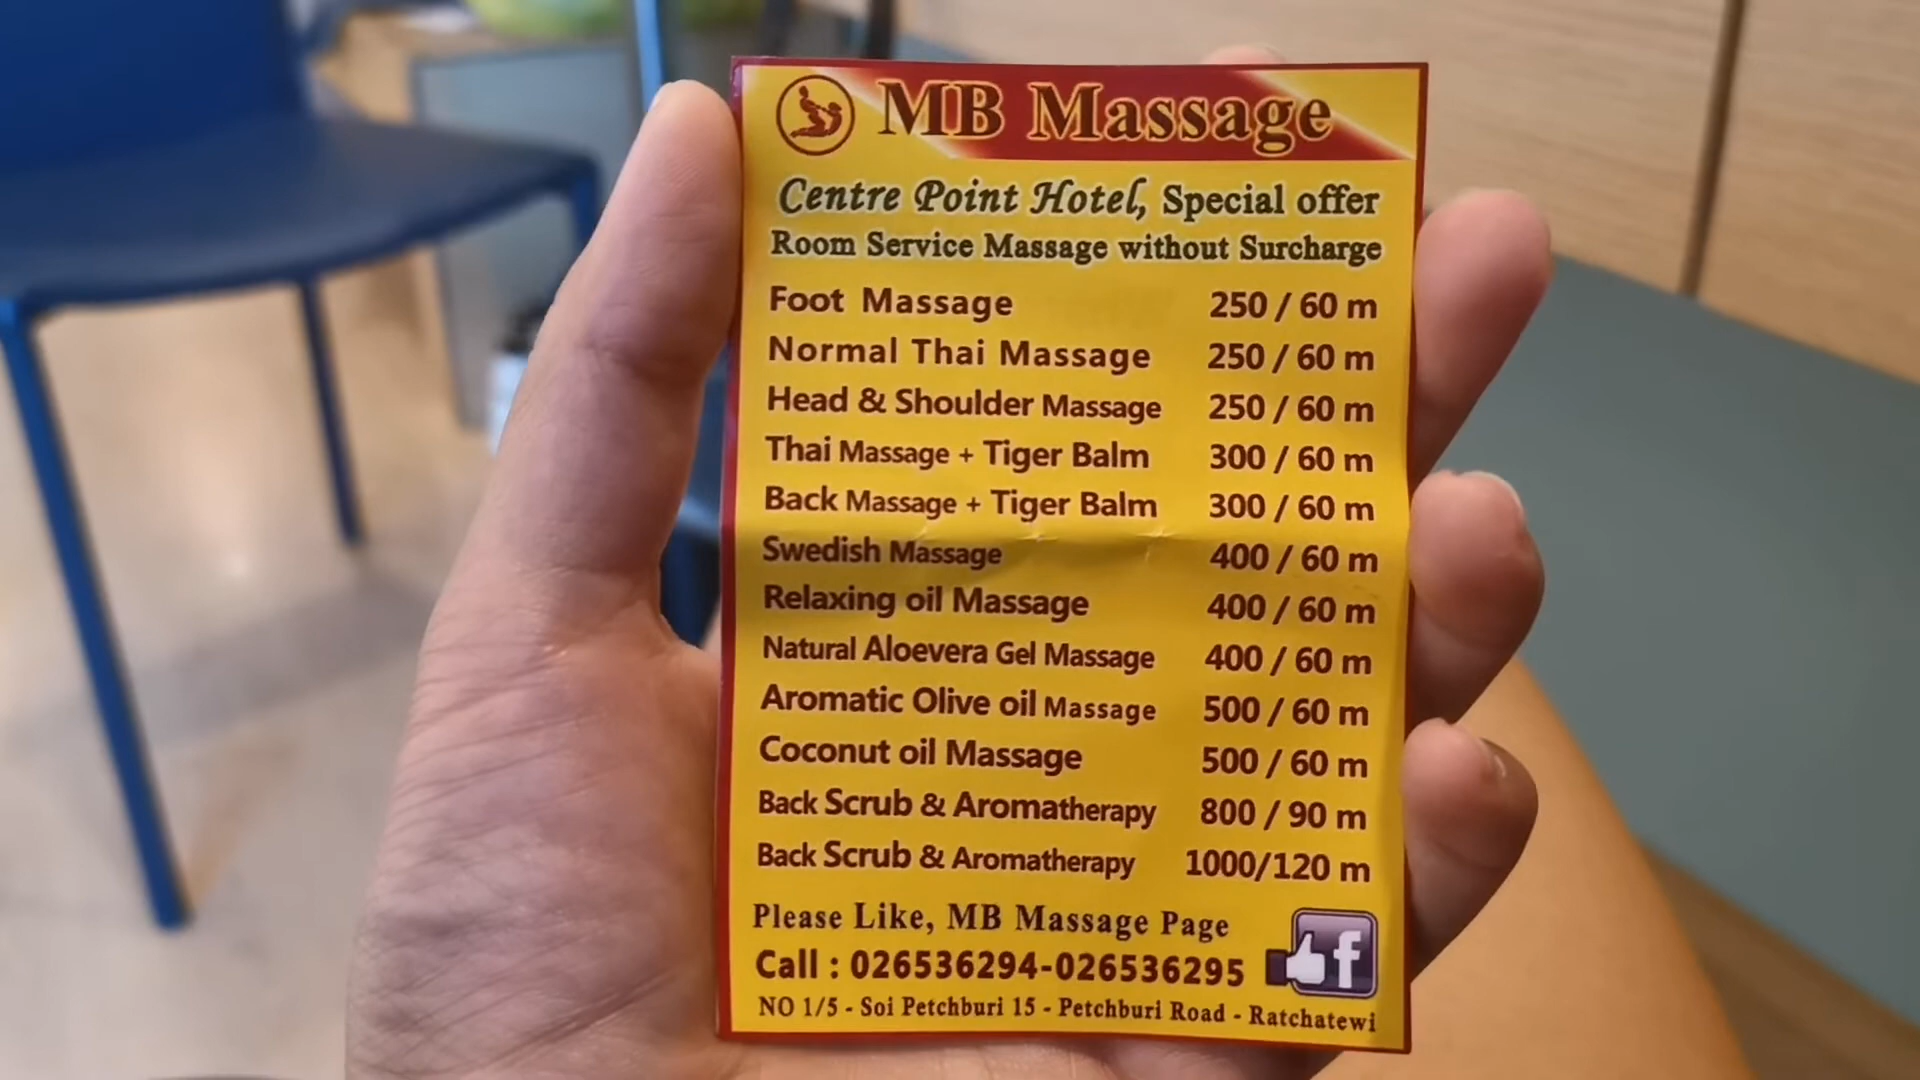 MB Massage
Centre Point Hotel, Special offer
Room Service Massage without Surcharge
Foot Massage 250 / 60 m
Normal Thai Massage 250 / 60 m
Head & Shoulder Massage 250 / 60 m
Thai Massage + Tiger Balm 300 / 60 m
Back Massage + Tiger Balm 300 / 60 m
Swedish Massage 400 / 60 m
Relaxing oil Massage 400 / 60 m
Natural Aloevera Gel Massage 400 / 60 m
Aromatic Olive oil Massage 500 / 60 m
Coconut oil Massage 500 / 60 m
Back Scrub & Aromatherapy 800 / 90 m
Back Scrub & Aromatherapy 1000/120 m
Please Like, MB Massage Page
Call : 026536294-026536295
f
NO 1/5 - Soi Petchburi 15 - Petchburi Road - Ratchatewi